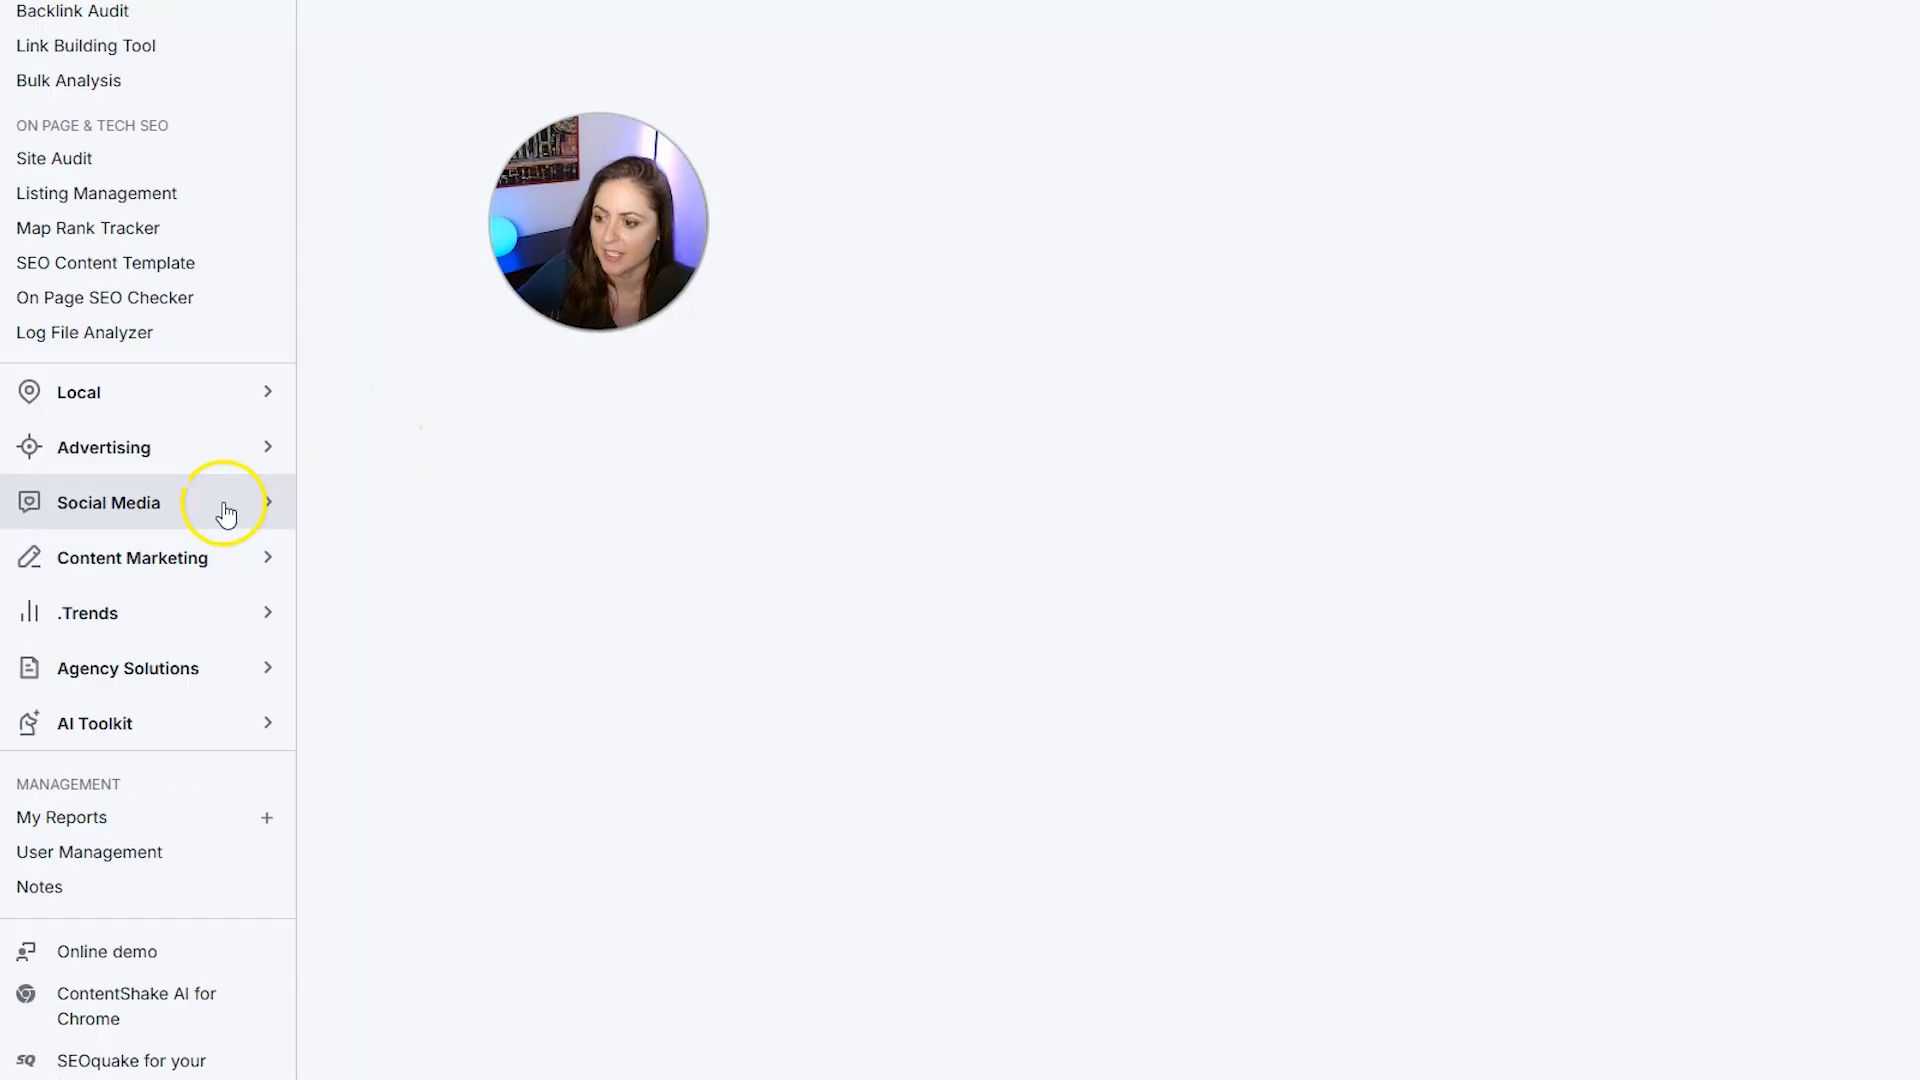 Backlink Audit
Link Building Tool
Bulk Analysis
ON PAGE & TECH SEO
Site Audit
Listing Management
Map Rank Tracker
SEO Content Template
On Page SEO Checker
Log File Analyzer
Local
Advertising
Social Media
Content Marketing
.Trends
Agency Solutions
AI Toolkit
MANAGEMENT
My Reports
User Management
Notes
Online demo
ContentShake AI for
Chrome
SQ SEOquake for your